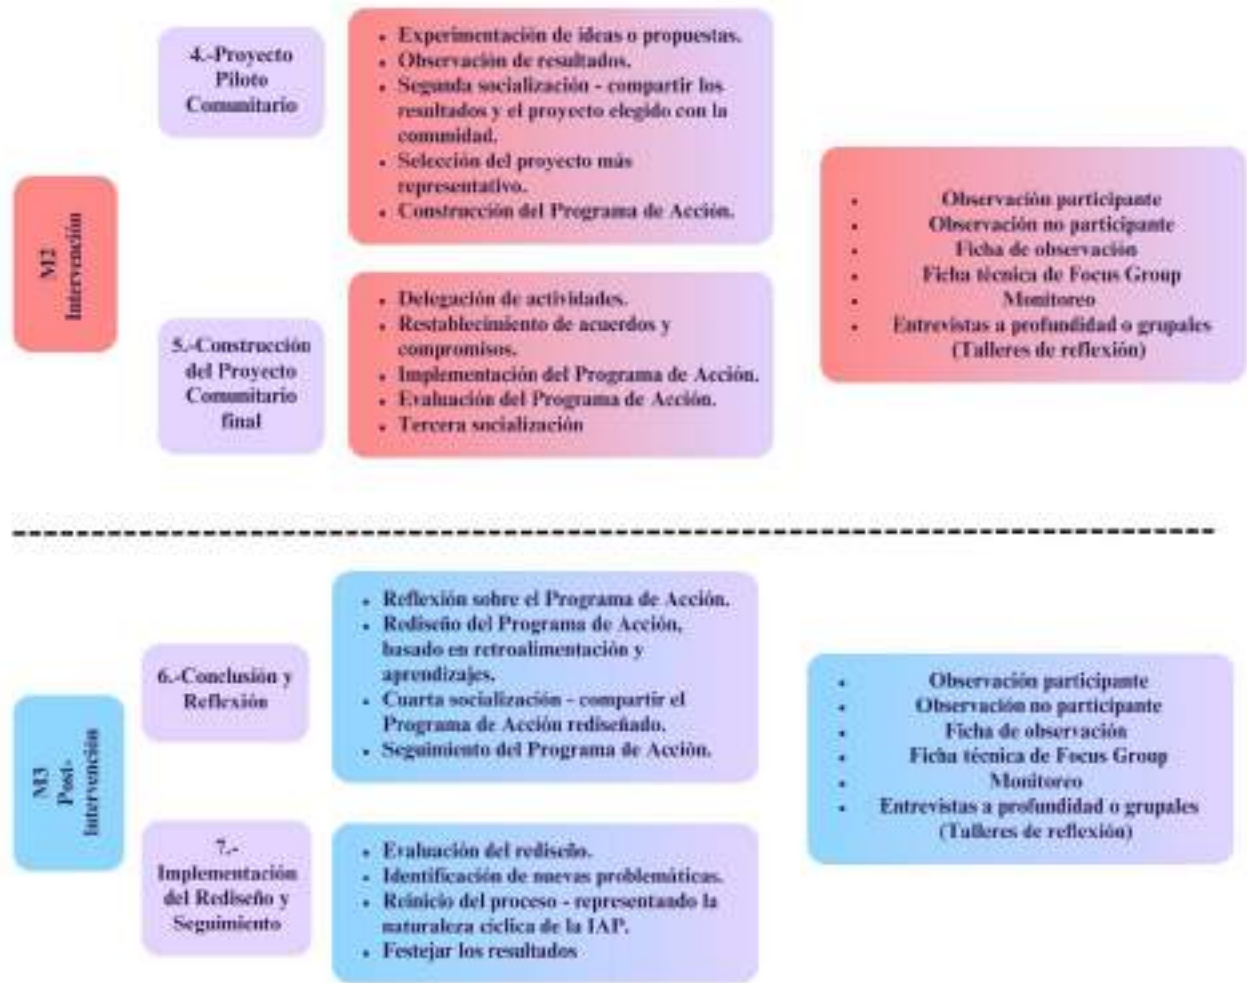 4.-Proyecto
Piloto
Comunitario
• Experimentación de ideas o propuestas.
• Observación de resultados.
• Segunda socialización - compartir los
resultados y el proyecto elegido con la
comunidad.
• Selección del proyecto más
representativo.
• Construcción del Programa de Acción.
M2
Intervención
5.-Construcción
del Proyecto
Comunitario
final
• Delegación de actividades.
• Restablecimiento de acuerdos y
compromisos.
• Implementación del Programa de Acción.
• Evaluación del Programa de Acción.
• Tercera socialización
• Observación participante
• Observación no participante
• Ficha de observación
• Ficha técnica de Focus Group
• Monitoreo
• Entrevistas a profundidad o grupales
(Talleres de reflexión)
M3
Post-
Intervención
6.-Conclusión y
Reflexión
• Reflexión sobre el Programa de Acción.
• Rediseño del Programa de Acción,
basado en retroalimentación y
aprendizajes.
• Cuarta socialización - compartir el
Programa de Acción rediseñado.
• Seguimiento del Programa de Acción.
7.-
Implementación
del Rediseño y
Seguimiento
• Evaluación del rediseño.
• Identificación de nuevas problemáticas.
• Reinicio del proceso - representando la
naturaleza cíclica de la IAP.
• Festejar los resultados
• Observación participante
• Observación no participante
• Ficha de observación
• Ficha técnica de Focus Group
• Monitoreo
• Entrevistas a profundidad o grupales
(Talleres de reflexión)